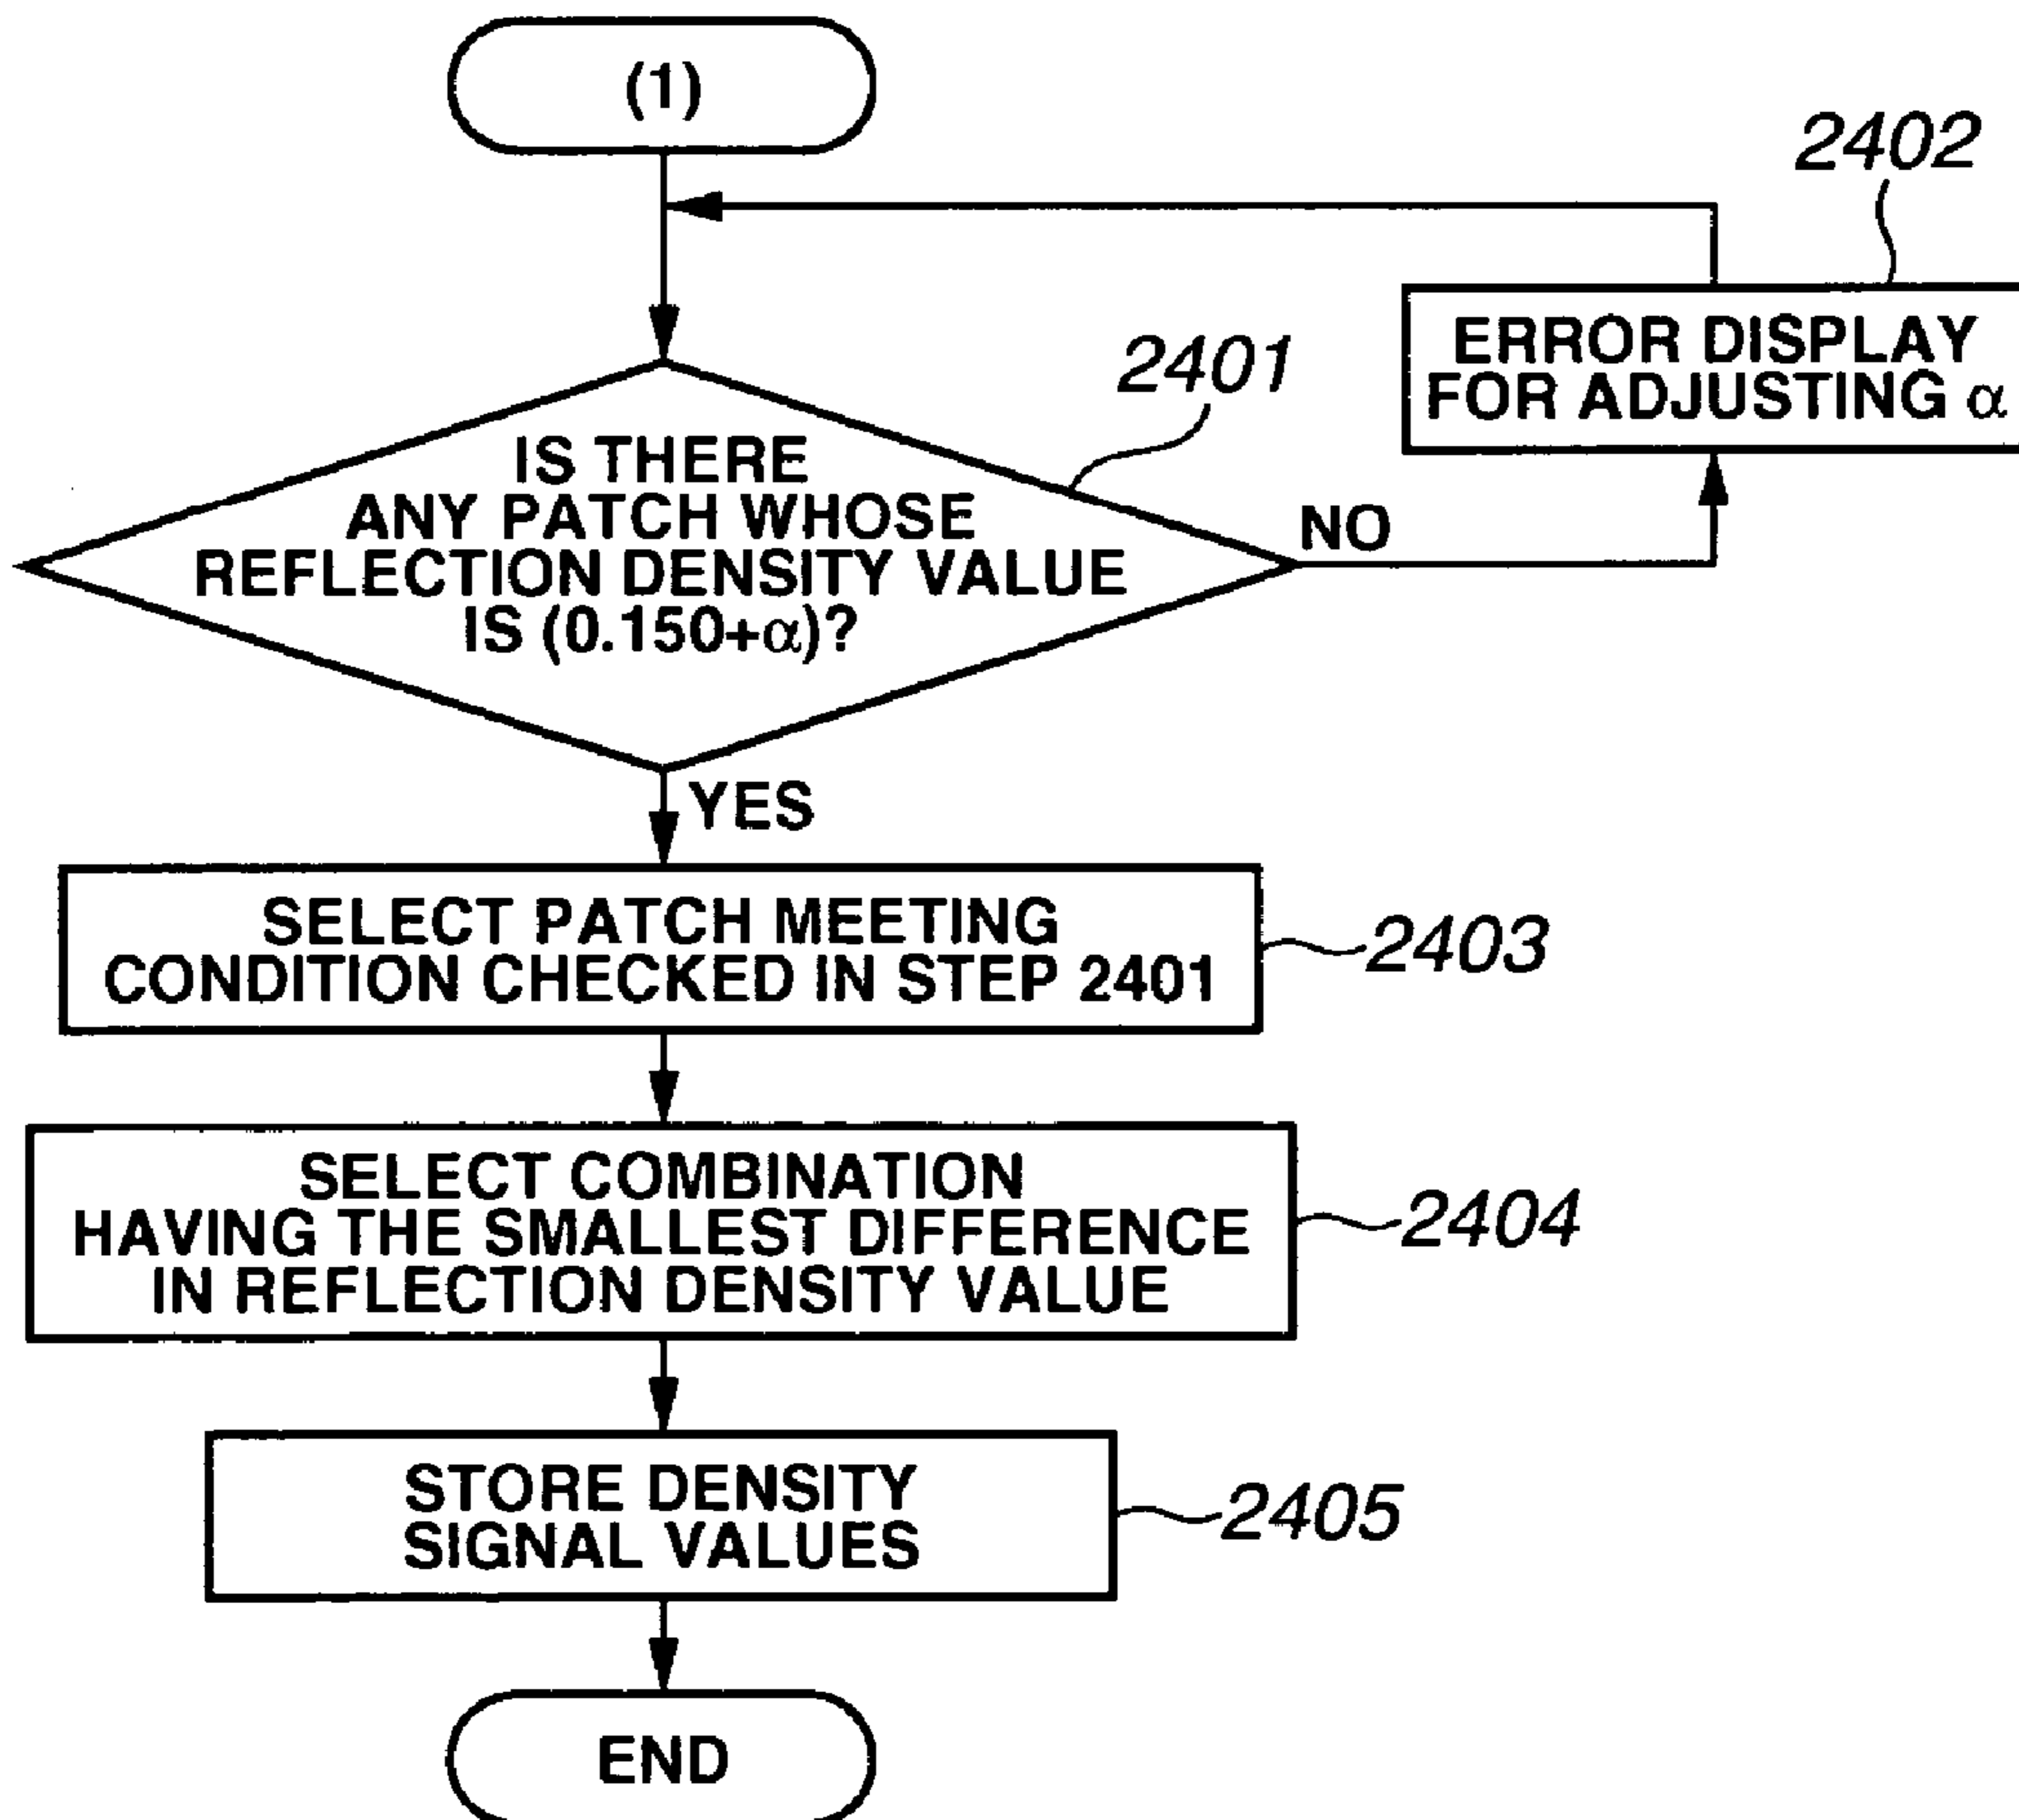 (1)
2402
ERROR DISPLAY
FOR ADJUSTING α
2401
IS THERE
ANY PATCH WHOSE
REFLECTION DENSITY VALUE
IS (0.150+α)?
NO
YES
SELECT PATCH MEETING
CONDITION CHECKED IN STEP 2401
2403
SELECT COMBINATION
HAVING THE SMALLEST DIFFERENCE
IN REFLECTION DENSITY VALUE
2404
STORE DENSITY
SIGNAL VALUES
2405
END